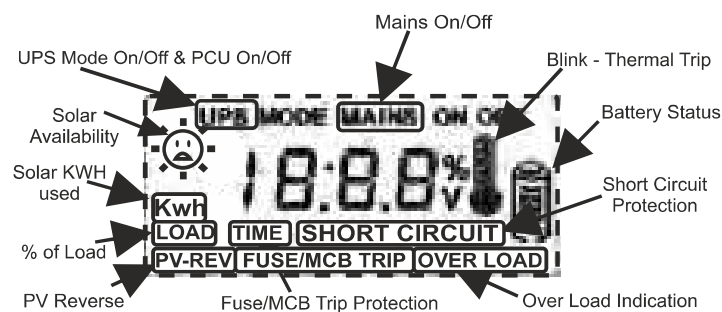 Mains On/Off
UPS Mode On/Off & PCU On/Off
Blink - Thermal Trip
Solar
Availability
Battery Status
UPS MODE MAINS ON
18:8.8 % V
Solar KWH
used
Kwh
Short Circuit
Protection
LOAD TIME SHORT CIRCUIT
% of Load
PV-REV FUSE/MCB TRIP OVER LOAD
PV Reverse
Fuse/MCB Trip Protection
Over Load Indication